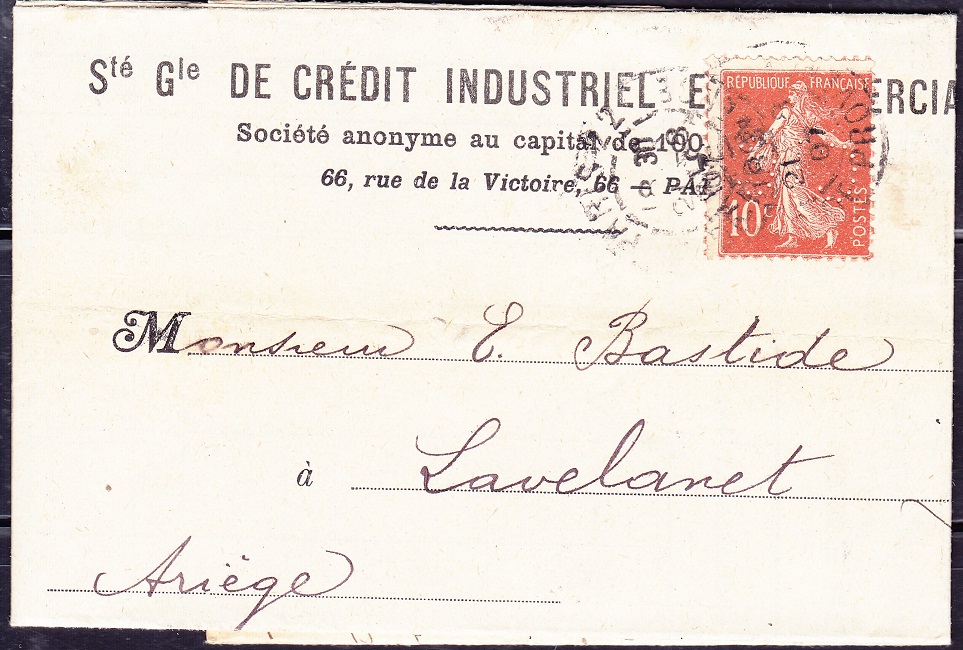 Sté Gle DE CRÉDIT INDUSTRIEL E ERCIA
Société anonyme au capital de 100
66, rue de la Victoire, 66 — PA
RÉPUBLIQUE FRANÇAISE
10c
POSTES
Monsieur E. Bastide
à Lavelanet
Ariège